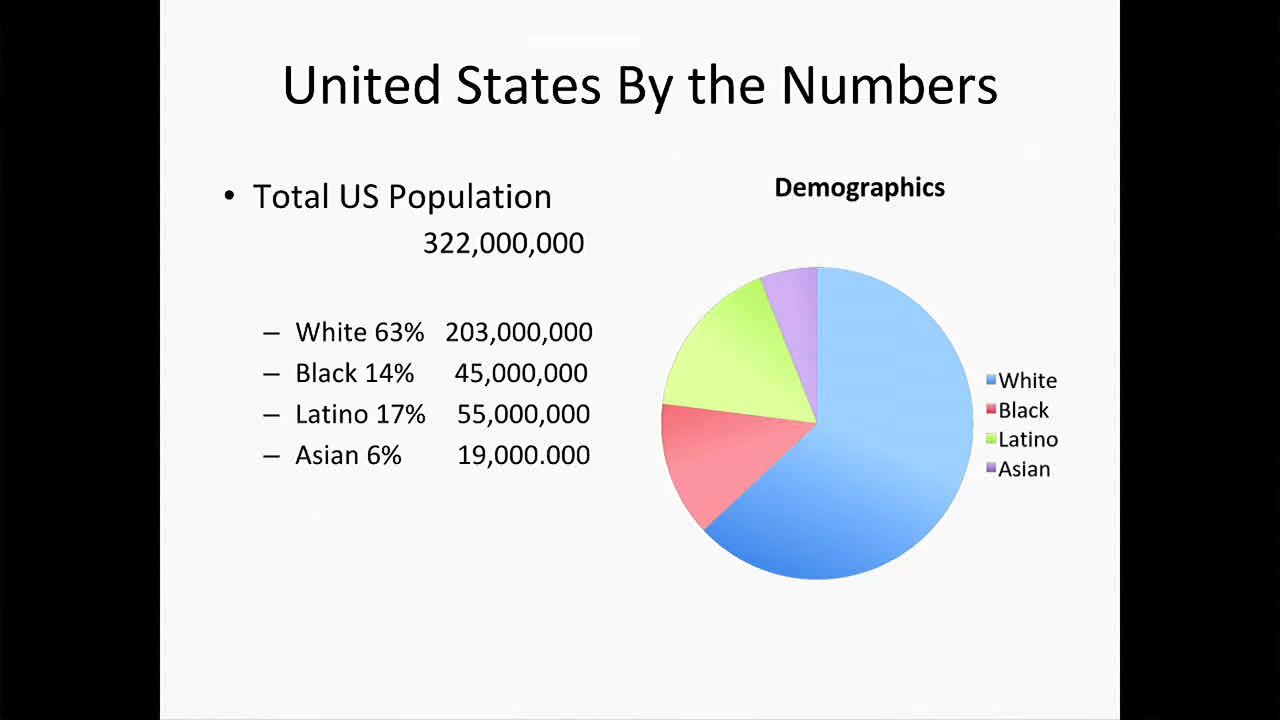 United States By the Numbers
• Total US Population
322,000,000
– White 63% 203,000,000
– Black 14% 45,000,000
– Latino 17% 55,000,000
– Asian 6% 19,000.000
Demographics
White
Black
Latino
Asian